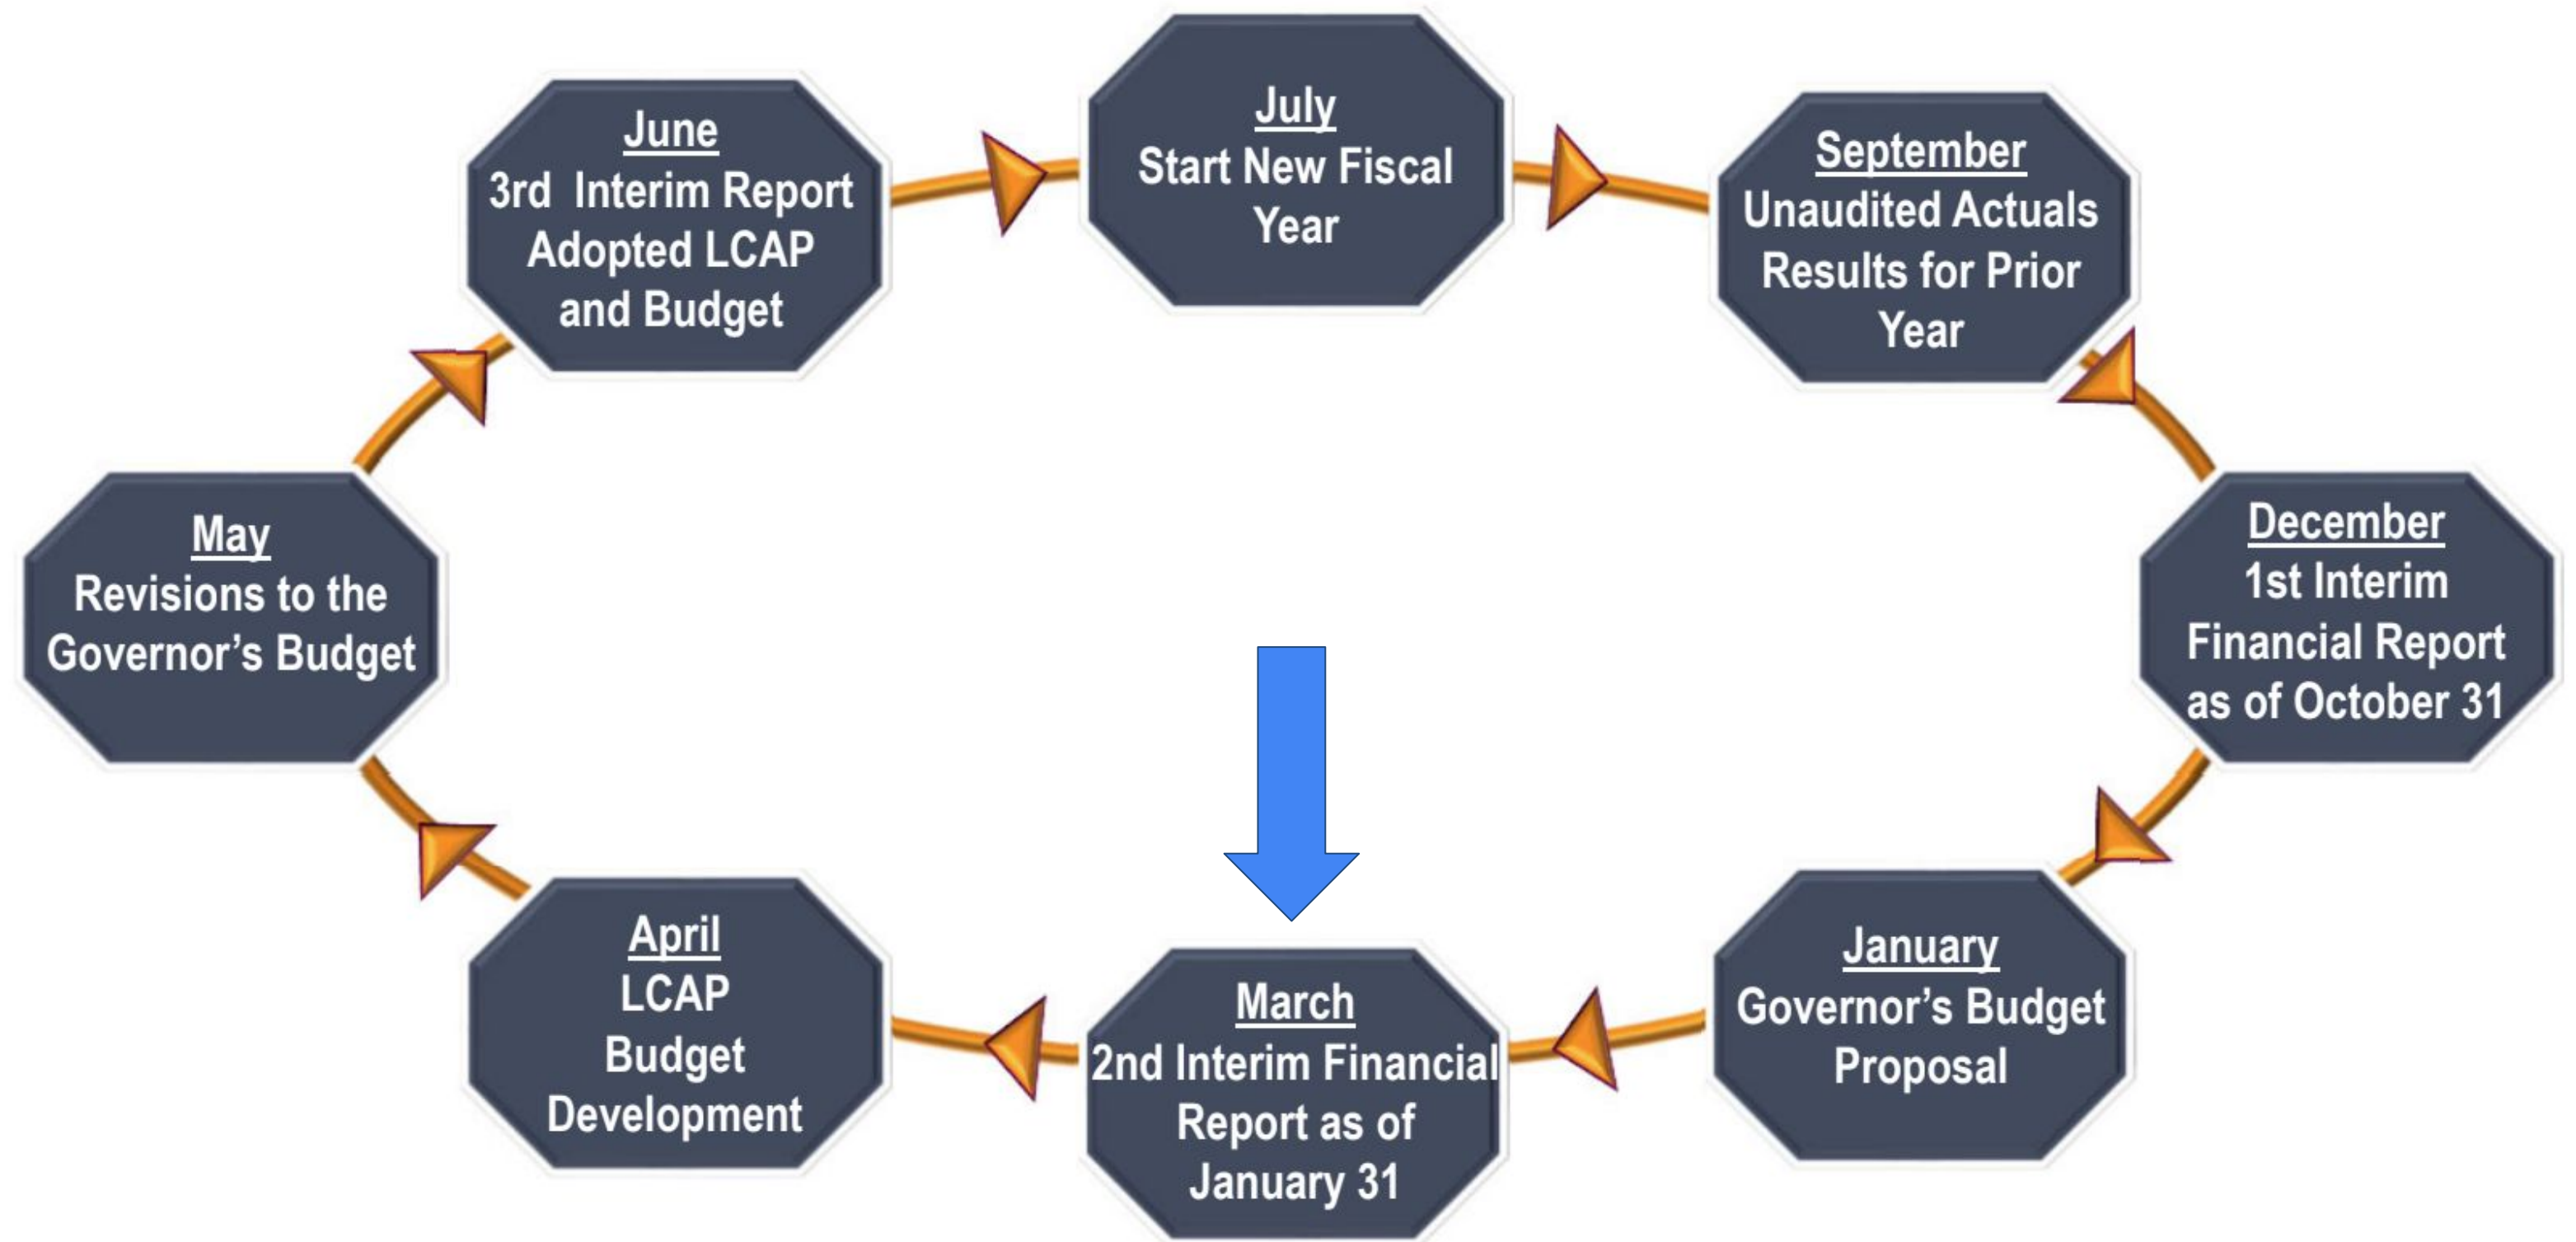 June
3rd  Interim Report
Adopted LCAP
and Budget
July
Start New Fiscal
Year
September
Unaudited Actuals
Results for Prior
Year
December
1st Interim
Financial Report
as of October 31
January
Governor’s Budget
Proposal
March
2nd Interim Financial
Report as of
January 31
April
LCAP
Budget
Development
May
Revisions to the
Governor’s Budget